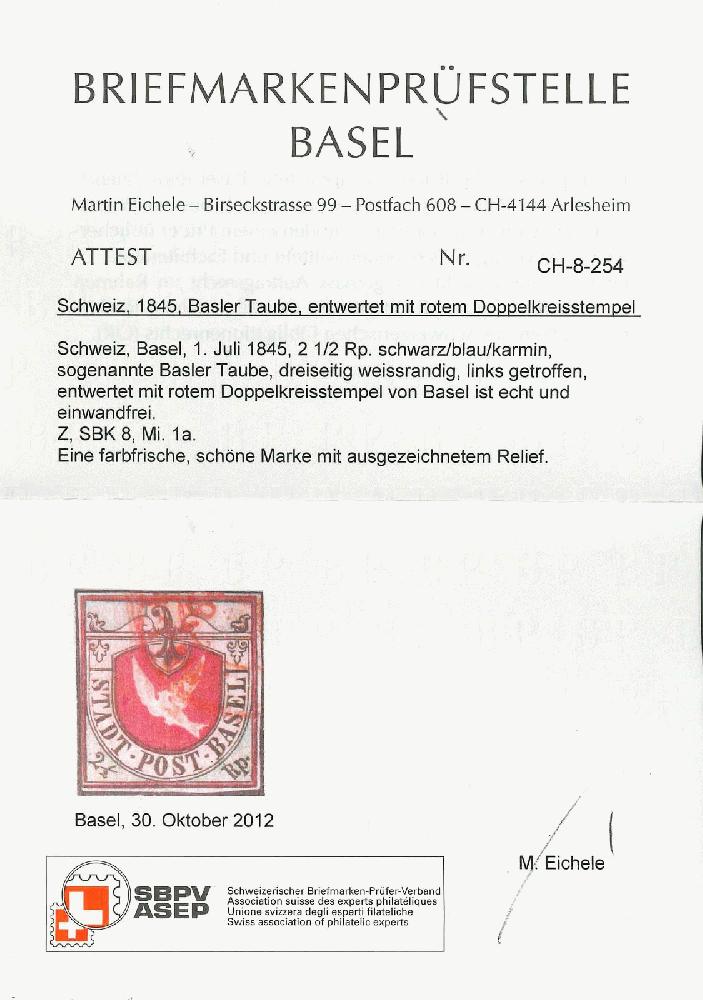 BRIEFMARKENPRÜFSTELLE
BASEL
Martin Eichele – Birseckstrasse 99 – Postfach 608 – CH-4144 Arlesheim
ATTEST Nr. CH-8-254
Schweiz, 1845, Basler Taube, entwertet mit rotem Doppelkreisstempel
Schweiz, Basel, 1. Juli 1845, 2 1/2 Rp. schwarz/blau/karmin,
sogenannte Basler Taube, dreiseitig weissrandig, links getroffen,
entwertet mit rotem Doppelkreisstempel von Basel ist echt und
einwandfrei.
Z, SBK 8, Mi. 1a.
Eine farbfrische, schöne Marke mit ausgezeichnetem Relief.
STADT·POST·BASEL
2½ Rp.
Basel, 30. Oktober 2012
M. Eichele
SBPV
ASEP
Schweizerischer Briefmarken-Prüfer-Verband
Association suisse des experts philatéliques
Unione svizzera degli esperti filateliche
Swiss association of philatelic experts